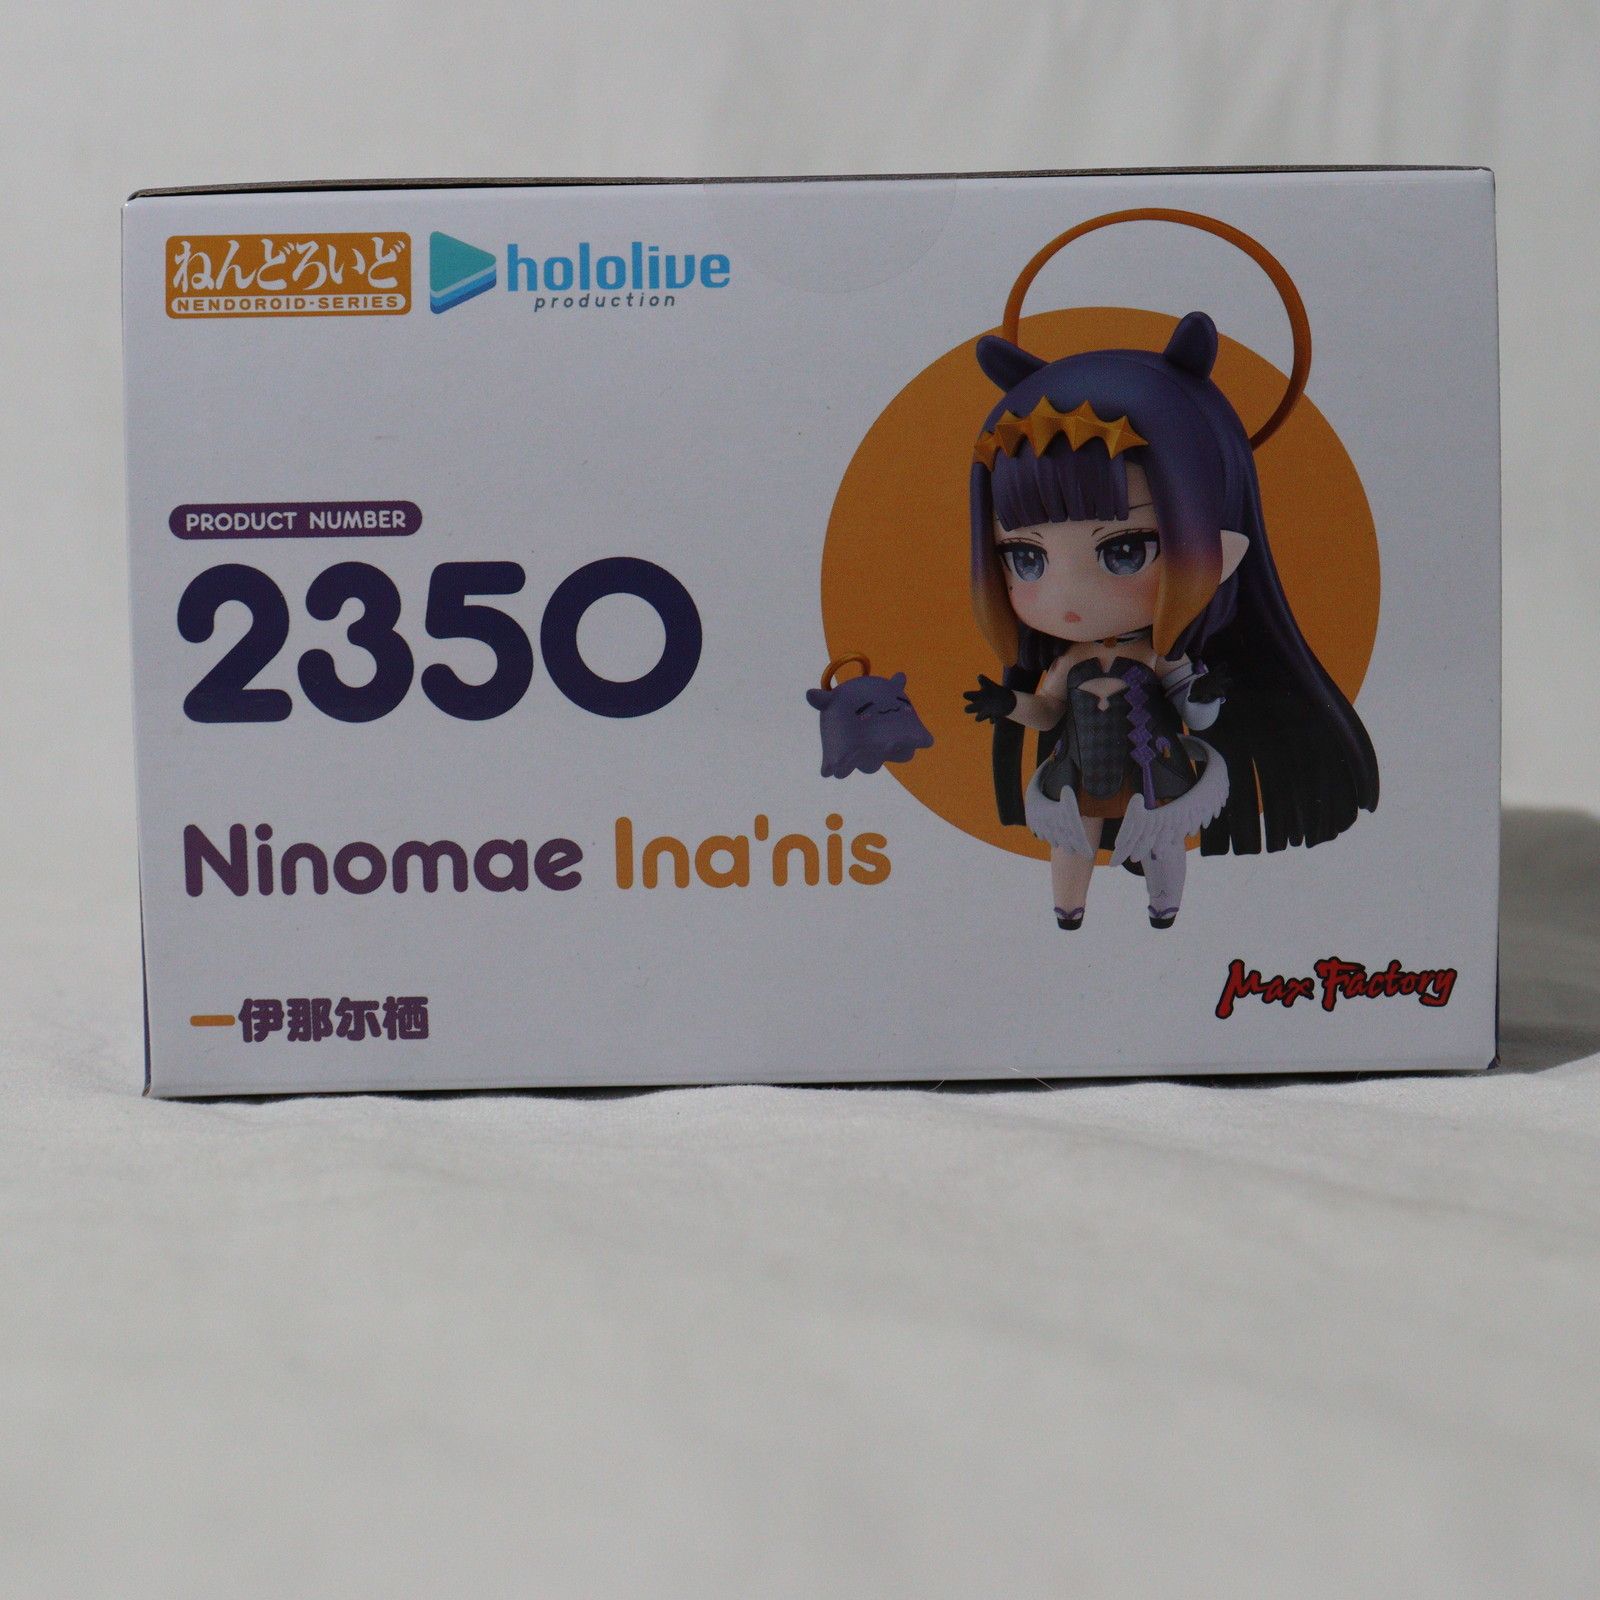 ねんどろいど
NENDOROID-SERIES
hololive
production
PRODUCT NUMBER
2350
Ninomae Ina'nis
一伊那尓栖
Max Factory